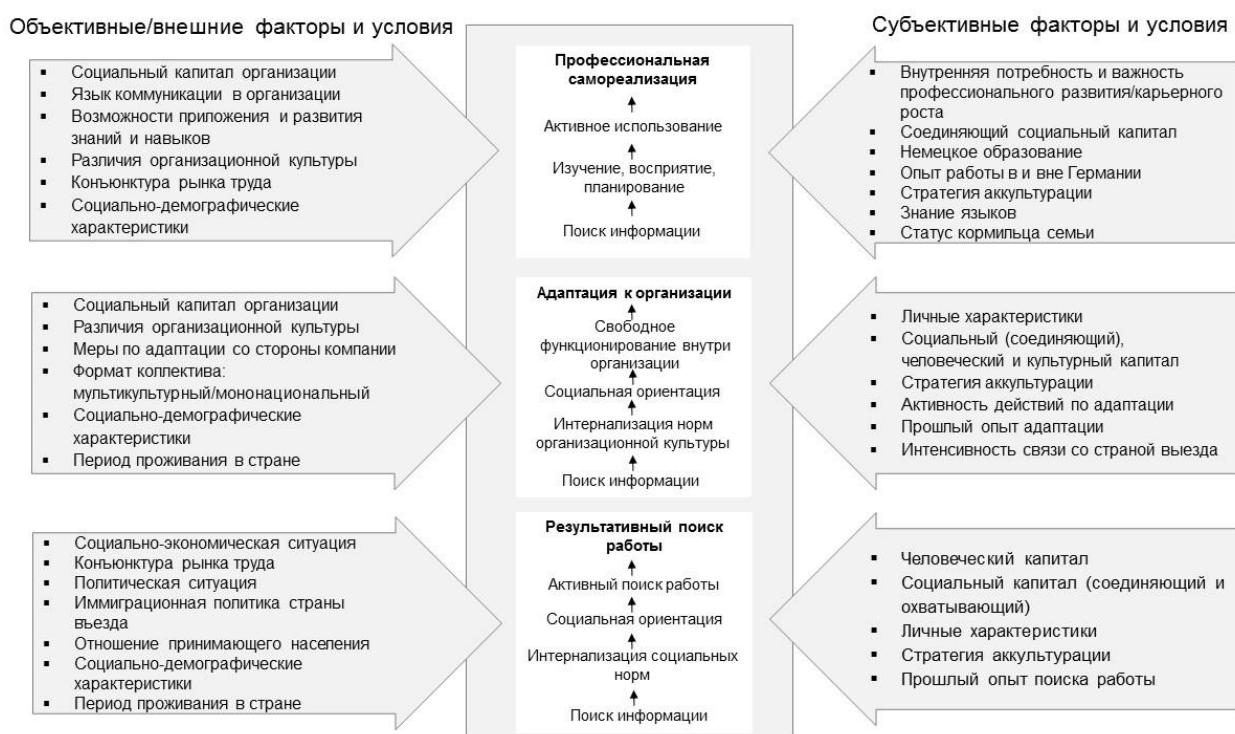 Объективные/внешние факторы и условия
Субъективные факторы и условия
▪ Социальный капитал организации
▪ Язык коммуникации в организации
▪ Возможности приложения и развития
знаний и навыков
▪ Различия организационной культуры
▪ Конъюнктура рынка труда
▪ Социально-демографические
характеристики
Профессиональная
самореализация
Активное использование
Изучение, восприятие,
планирование
Поиск информации
▪ Внутренняя потребность и важность
профессионального развития/карьерного
роста
▪ Соединяющий социальный капитал
▪ Немецкое образование
▪ Опыт работы в и вне Германии
▪ Стратегия аккультурации
▪ Знание языков
▪ Статус кормильца семьи
▪ Социальный капитал организации
▪ Различия организационной культуры
▪ Меры по адаптации со стороны компании
▪ Формат коллектива:
мультикультурный/мононациональный
▪ Социально-демографические
характеристики
▪ Период проживания в стране
Адаптация к организации
Свободное
функционирование внутри
организации
Социальная ориентация
Интернализация норм
организационной культуры
Поиск информации
▪ Личные характеристики
▪ Социальный (соединяющий),
человеческий и культурный капитал
▪ Стратегия аккультурации
▪ Активность действий по адаптации
▪ Прошлый опыт адаптации
▪ Интенсивность связи со страной выезда
▪ Социально-экономическая ситуация
▪ Конъюнктура рынка труда
▪ Политическая ситуация
▪ Иммиграционная политика страны
въезда
▪ Отношение принимающего населения
▪ Социально-демографические
характеристики
▪ Период проживания в стране
Результативный поиск
работы
Активный поиск работы
Социальная ориентация
Интернализация социальных
норм
Поиск информации
▪ Человеческий капитал
▪ Социальный капитал (соединяющий и
охватывающий)
▪ Личные характеристики
▪ Стратегия аккультурации
▪ Прошлый опыт поиска работы